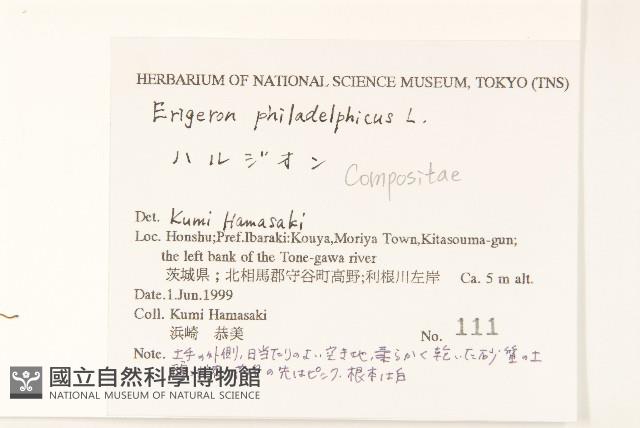 HERBARIUM OF NATIONAL SCIENCE MUSEUM, TOKYO (TNS)
Erigeron philadelphicus L.
ハルジオン
Compositae
Det. Kumi Hamasaki
Loc. Honshu;Pref.Ibaraki:Kouya,Moriya Town,Kitasouma-gun;
the left bank of the Tone-gawa river
茨城県；北相馬郡守谷町高野;利根川左岸 Ca. 5 m alt.
Date.1.Jun.1999
Coll. Kumi Hamasaki
浜崎 恭美 No. 111
Note. 土手の外側,日当たりのよい空き地,柔らかく乾いた砂質の土
の先はピンク.根本は白
國立自然科學博物館
NATIONAL MUSEUM OF NATURAL SCIENCE